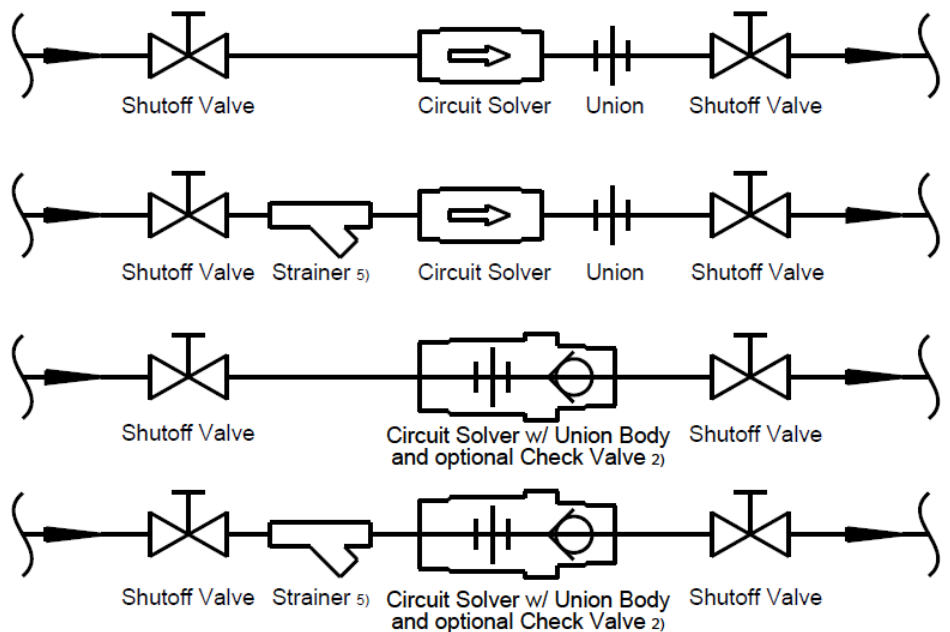 Shutoff Valve Circuit Solver Union Shutoff Valve
Shutoff Valve Strainer 5) Circuit Solver Union Shutoff Valve
Shutoff Valve Circuit Solver w/ Union Body Shutoff Valve
and optional Check Valve 2)
Shutoff Valve Strainer 5) Circuit Solver w/ Union Body Shutoff Valve
and optional Check Valve 2)